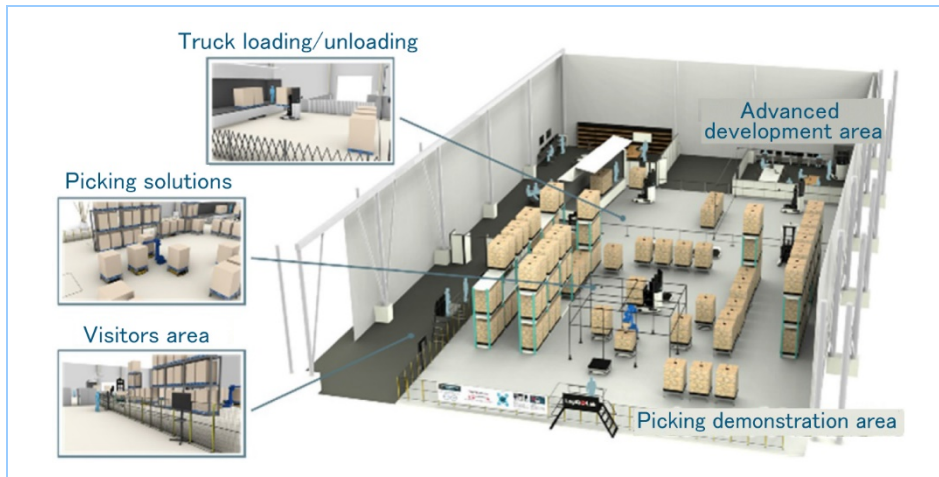 Truck loading/unloading
Advanced
development area
Picking solutions
Visitors area
Picking demonstration area